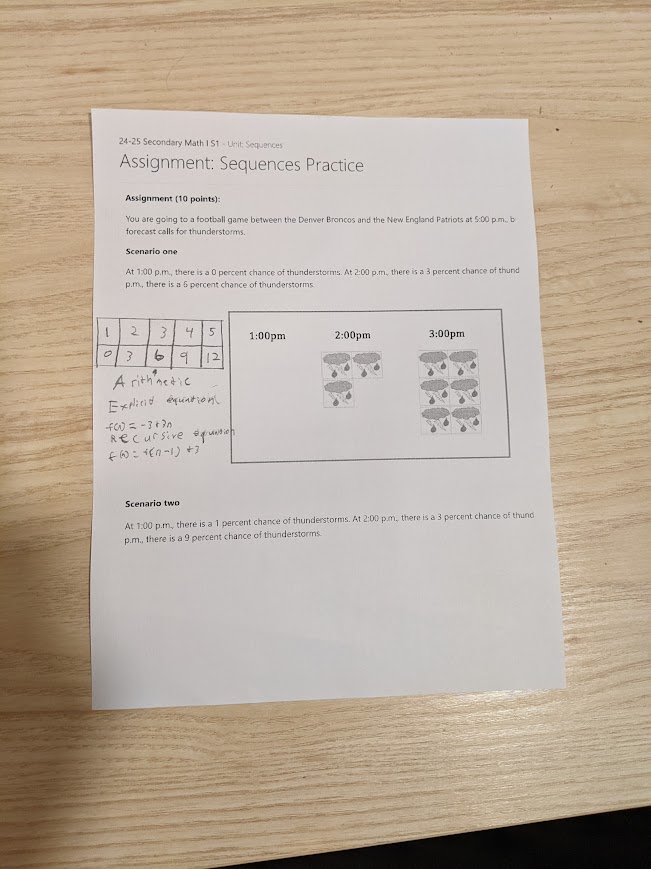 24-25 Secondary Math I S1 - Unit: Sequences
Assignment: Sequences Practice
Assignment (10 points):
You are going to a football game between the Denver Broncos and the New England Patriots at 5:00 p.m., b
forecast calls for thunderstorms.
Scenario one
At 1:00 p.m., there is a 0 percent chance of thunderstorms. At 2:00 p.m., there is a 3 percent chance of thund
p.m., there is a 6 percent chance of thunderstorms.
1:00pm 2:00pm 3:00pm
1 2 3 4 5
0 3 6 9 12
Arithmetic
Explicit equation
f(n) = -3+3n
Recursive equation
f(n) = f(n-1) +3
Scenario two
At 1:00 p.m., there is a 1 percent chance of thunderstorms. At 2:00 p.m., there is a 3 percent chance of thund
p.m., there is a 9 percent chance of thunderstorms.